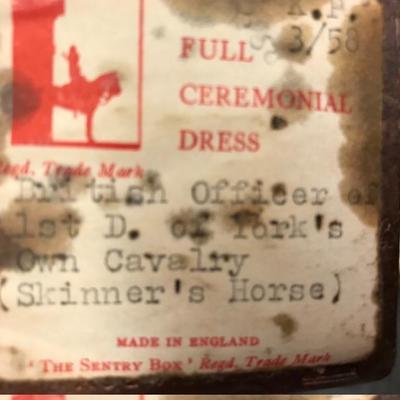 K.P.
3/58
FULL
CEREMONIAL
DRESS
Regd. Trade Mark
British Officer of
1st D. of York's
Own Cavalry
(Skinner's Horse)
MADE IN ENGLAND
'THE SENTRY BOX' Regd. Trade Mark